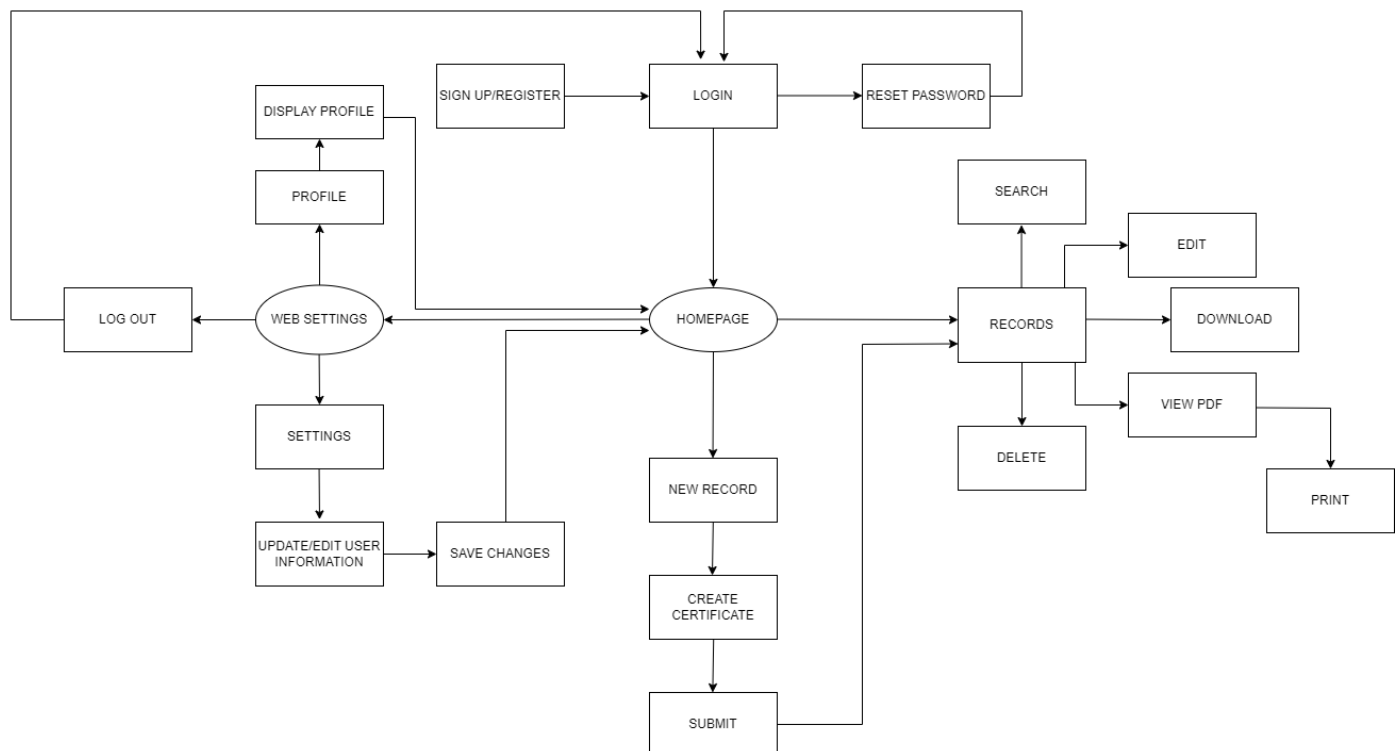 SIGN UP/REGISTER
LOGIN
RESET PASSWORD
DISPLAY PROFILE
PROFILE
SEARCH
EDIT
LOG OUT
WEB SETTINGS
HOMEPAGE
RECORDS
DOWNLOAD
VIEW PDF
SETTINGS
DELETE
NEW RECORD
PRINT
UPDATE/EDIT USER
INFORMATION
SAVE CHANGES
CREATE
CERTIFICATE
SUBMIT